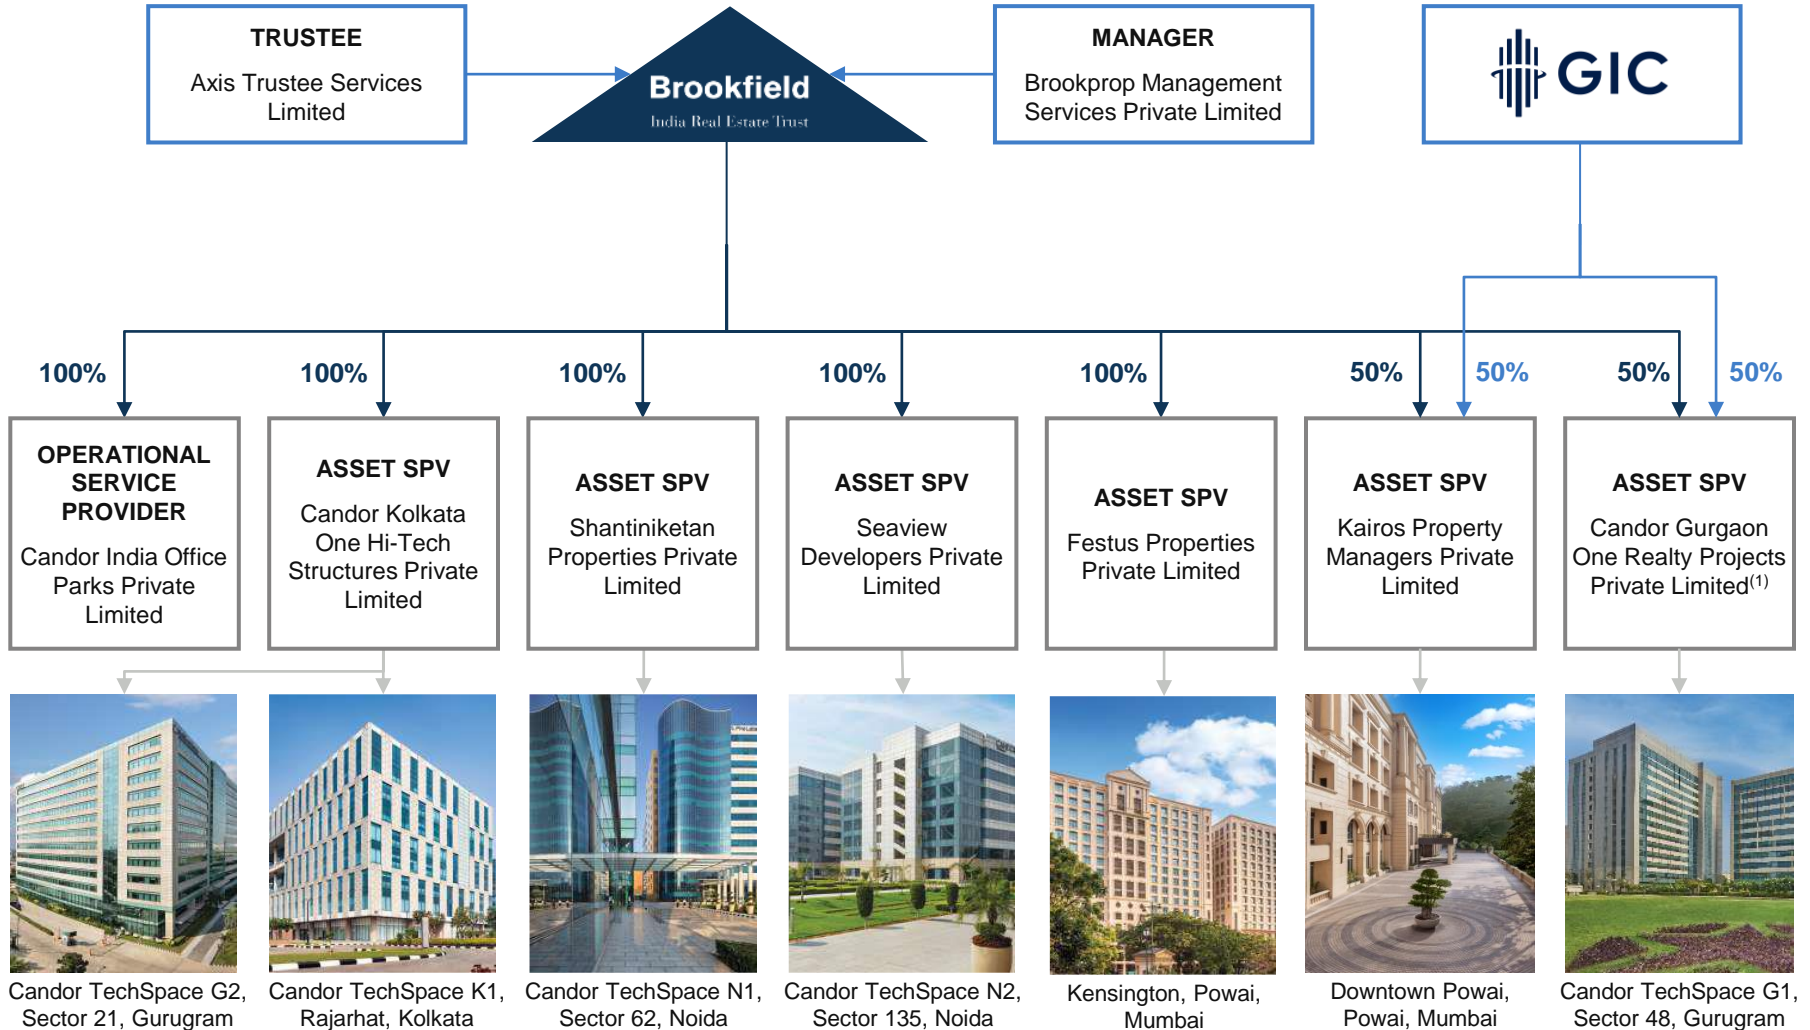 TRUSTEE
Axis Trustee Services
Limited
Brookfield
India Real Estate Trust
MANAGER
Brookprop Management
Services Private Limited
GIC
100%
100%
100%
100%
100%
50%
50%
50%
50%
OPERATIONAL
SERVICE
PROVIDER
Candor India Office
Parks Private
Limited
ASSET SPV
Candor Kolkata
One Hi-Tech
Structures Private
Limited
ASSET SPV
Shantiniketan
Properties Private
Limited
ASSET SPV
Seaview
Developers Private
Limited
ASSET SPV
Festus Properties
Private Limited
ASSET SPV
Kairos Property
Managers Private
Limited
ASSET SPV
Candor Gurgaon
One Realty Projects
Private Limited(1)
Candor TechSpace G2,
Sector 21, Gurugram
Candor TechSpace K1,
Rajarhat, Kolkata
Candor TechSpace N1,
Sector 62, Noida
Candor TechSpace N2,
Sector 135, Noida
Kensington, Powai,
Mumbai
Downtown Powai,
Powai, Mumbai
Candor TechSpace G1,
Sector 48, Gurugram